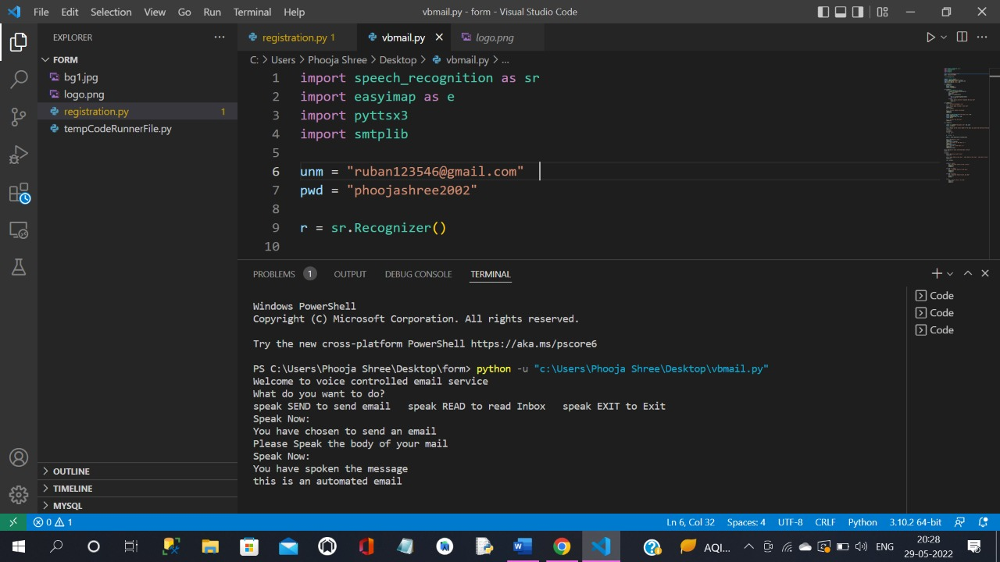 File Edit Selection View Go Run Terminal Help vbmail.py - form - Visual Studio Code
EXPLORER
FORM
bg1.jpg
logo.png
registration.py 1
tempCodeRunnerFile.py
OUTLINE
TIMELINE
MYSQL
registration.py 1 vbmail.py logo.png
C: > Users > Phooja Shree > Desktop > vbmail.py > ...
1 import speech_recognition as sr
2 import easyimap as e
3 import pyttsx3
4 import smtplib
5
6 unm = "ruban123546@gmail.com"
7 pwd = "phoojashree2002"
8
9 r = sr.Recognizer()
10
PROBLEMS 1 OUTPUT DEBUG CONSOLE TERMINAL
Windows PowerShell
Copyright (C) Microsoft Corporation. All rights reserved.
Try the new cross-platform PowerShell https://aka.ms/pscore6
PS C:\Users\Phooja Shree\Desktop\form> python -u "c:\Users\Phooja Shree\Desktop\vbmail.py"
Welcome to voice controlled email service
What do you want to do?
speak SEND to send email   speak READ to read Inbox   speak EXIT to Exit
Speak Now:
You have chosen to send an email
Please Speak the body of your mail
Speak Now:
You have spoken the message
this is an automated email
Code
Code
Code
0 1 Ln 6, Col 32 Spaces: 4 UTF-8 CRLF Python 3.10.2 64-bit
AQI... ENG 20:28
29-05-2022